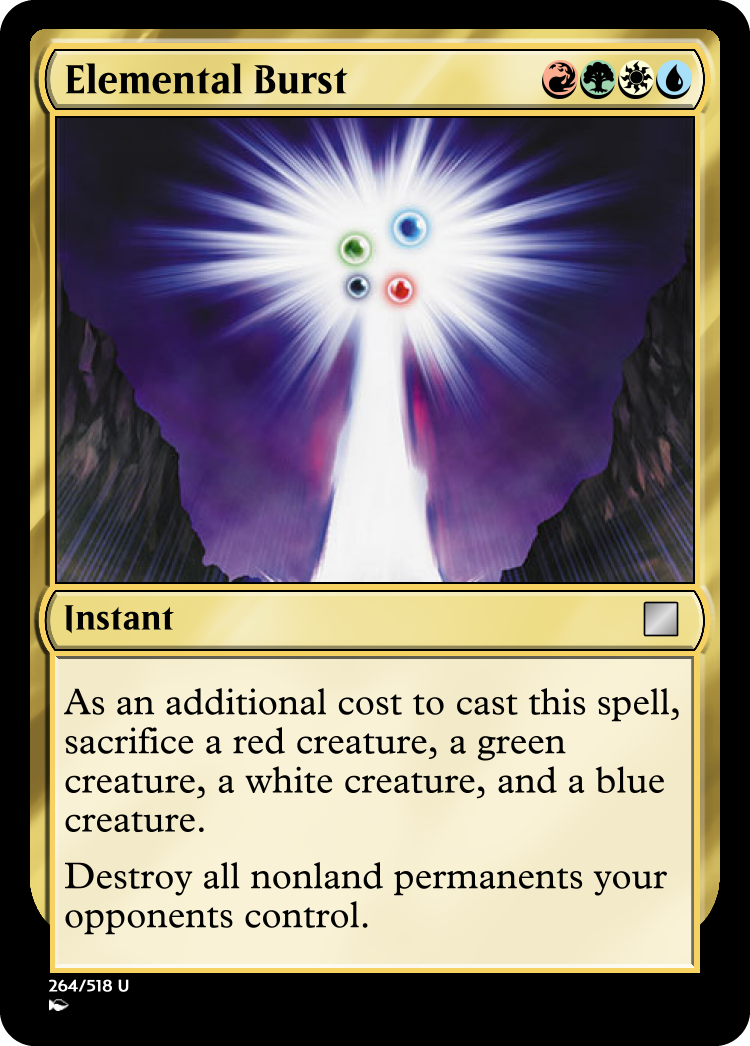 Elemental Burst
Instant
As an additional cost to cast this spell,
sacrifice a red creature, a green
creature, a white creature, and a blue
creature.
Destroy all nonland permanents your
opponents control.
264/518 U